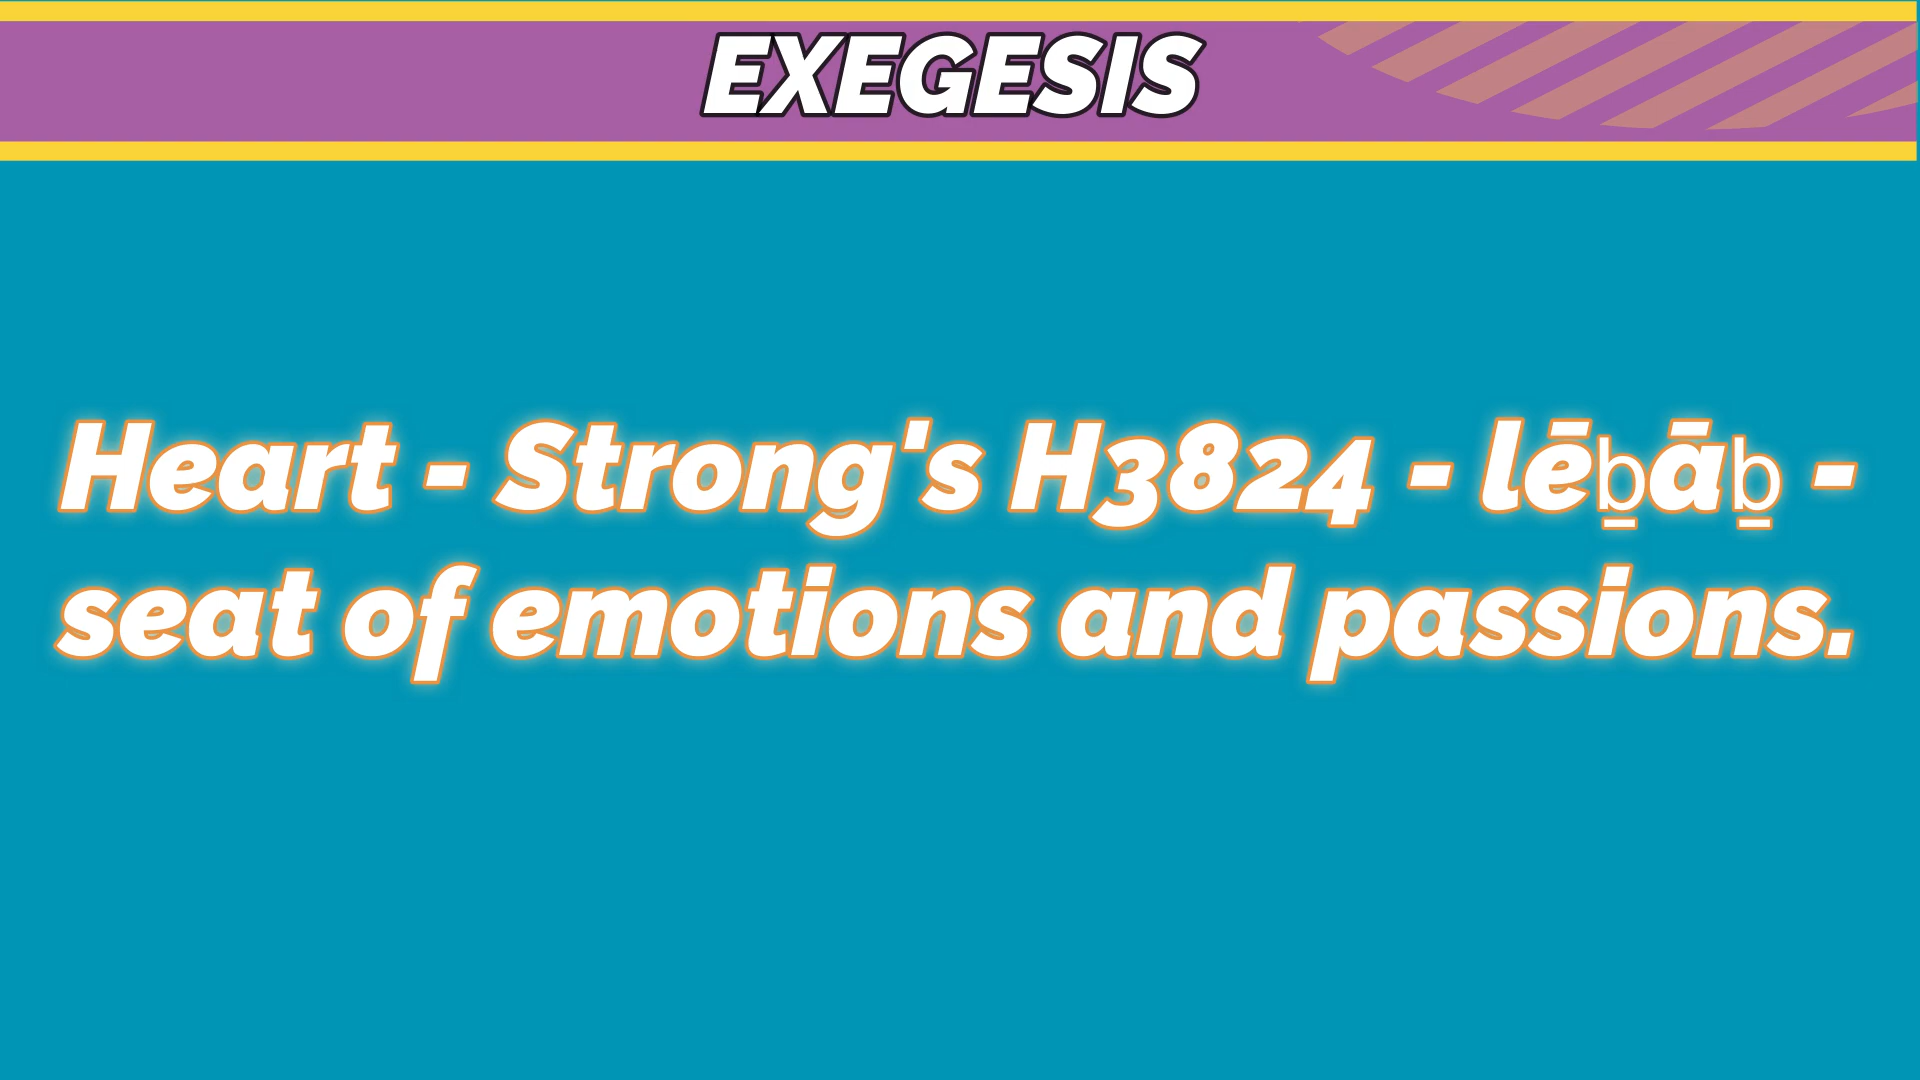 EXEGESIS
Heart - Strong's H3824 - lēḇāḇ -
seat of emotions and passions.